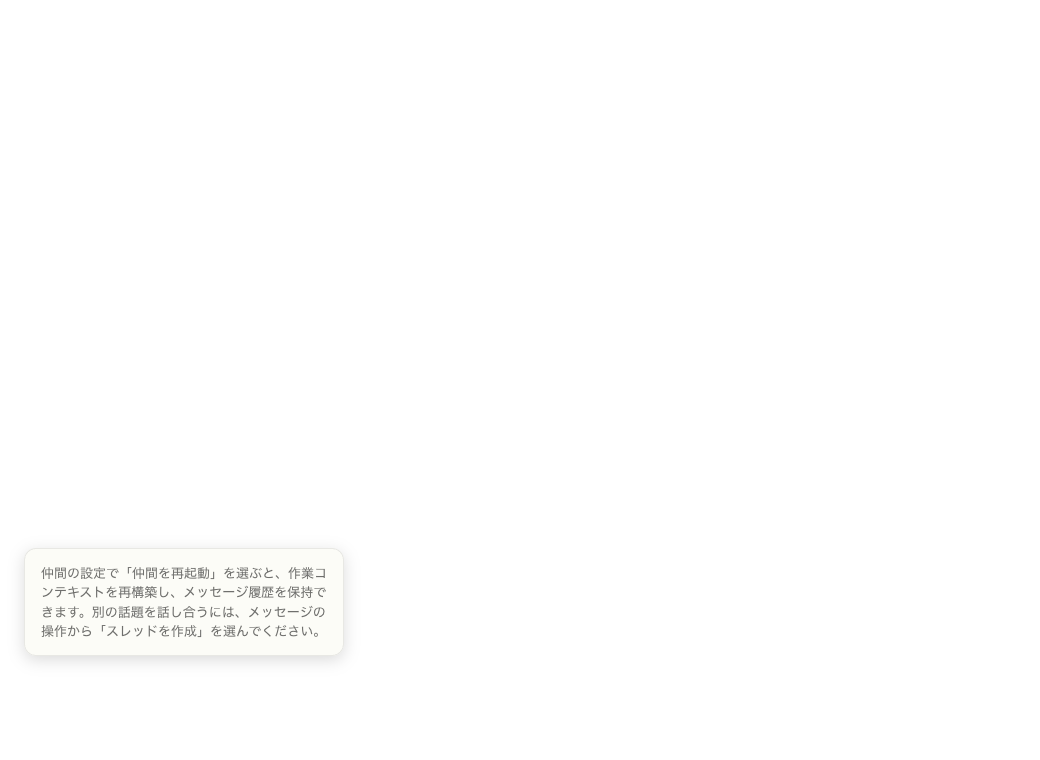 仲間の設定で「仲間を再起動」を選ぶと、作業コ
ンテキストを再構築し、メッセージ履歴を保持で
きます。別の話題を話し合うには、メッセージの
操作から「スレッドを作成」を選んでください。